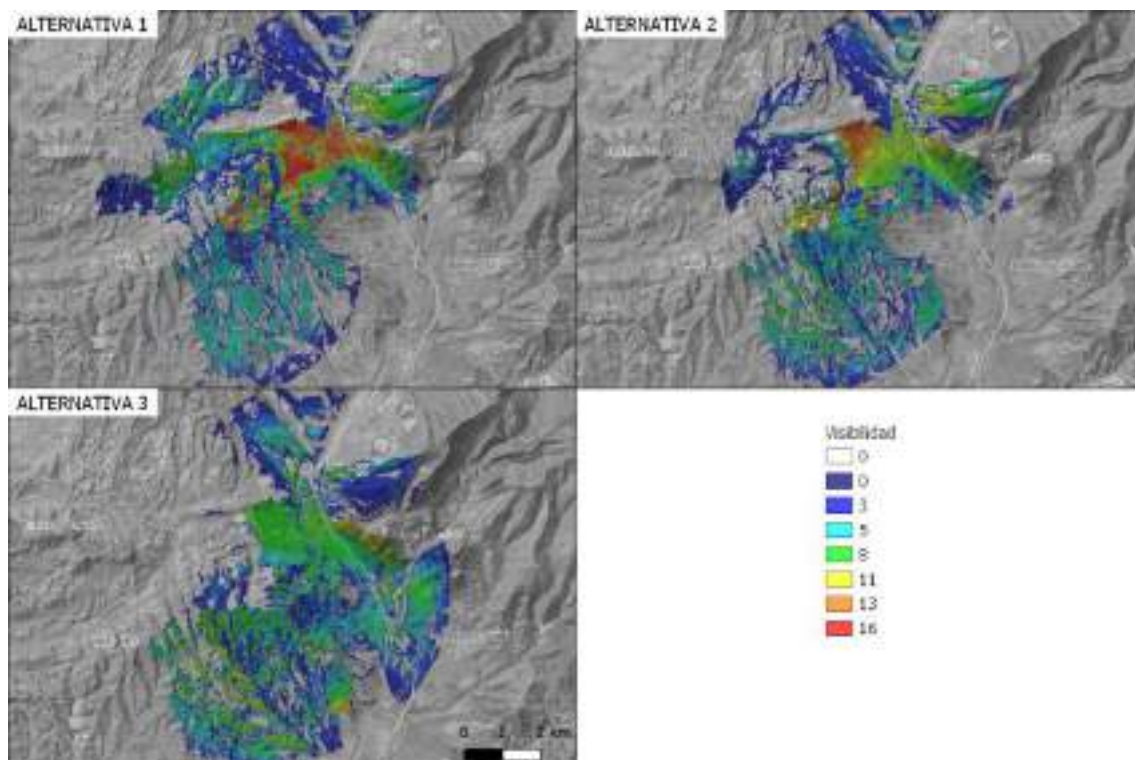 ALTERNATIVA 1
ALTERNATIVA 2
ALTERNATIVA 3
Visibilidad
0
0
3
5
8
11
13
16
0 1 2 km